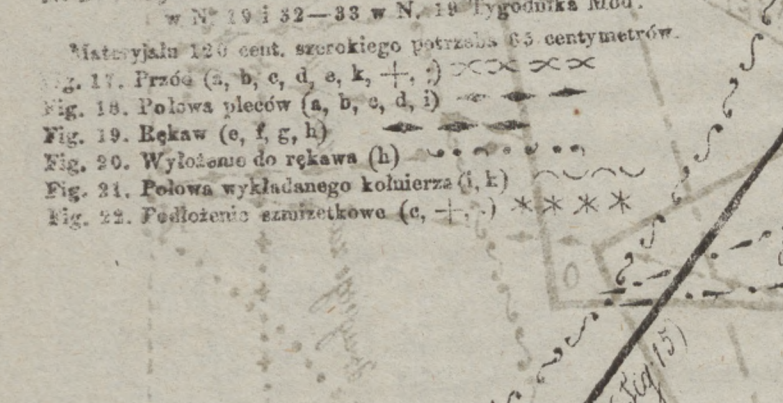 w N. 19 i 32—33 w N. 18 Tygodnika Mód.
Materyjału 120 cent. szerokiego potrzeba 65 centymetrów.
Fig. 17. Przód (a, b, c, d, e, k, +, :)
Fig. 18. Połowa pleców (a, b, c, d, i)
Fig. 19. Rękaw (e, f, g, h)
Fig. 20. Wyłożenie do rękawa (h)
Fig. 21. Połowa wykładanego kołnierza (i, k)
Fig. 22. Podłożenie szmizetkowe (c, +, .) ✳ ✳ ✳ ✳
0
(Fig. 15)